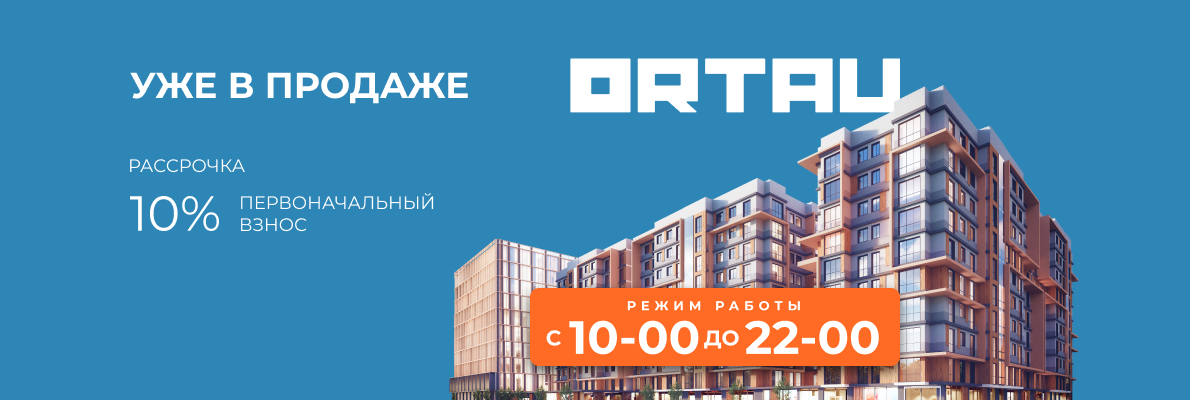 УЖЕ В ПРОДАЖЕ
ORTAU
РАССРОЧКА
10% ПЕРВОНАЧАЛЬНЫЙ
ВЗНОС
РЕЖИМ РАБОТЫ
С 10-00 ДО 22-00